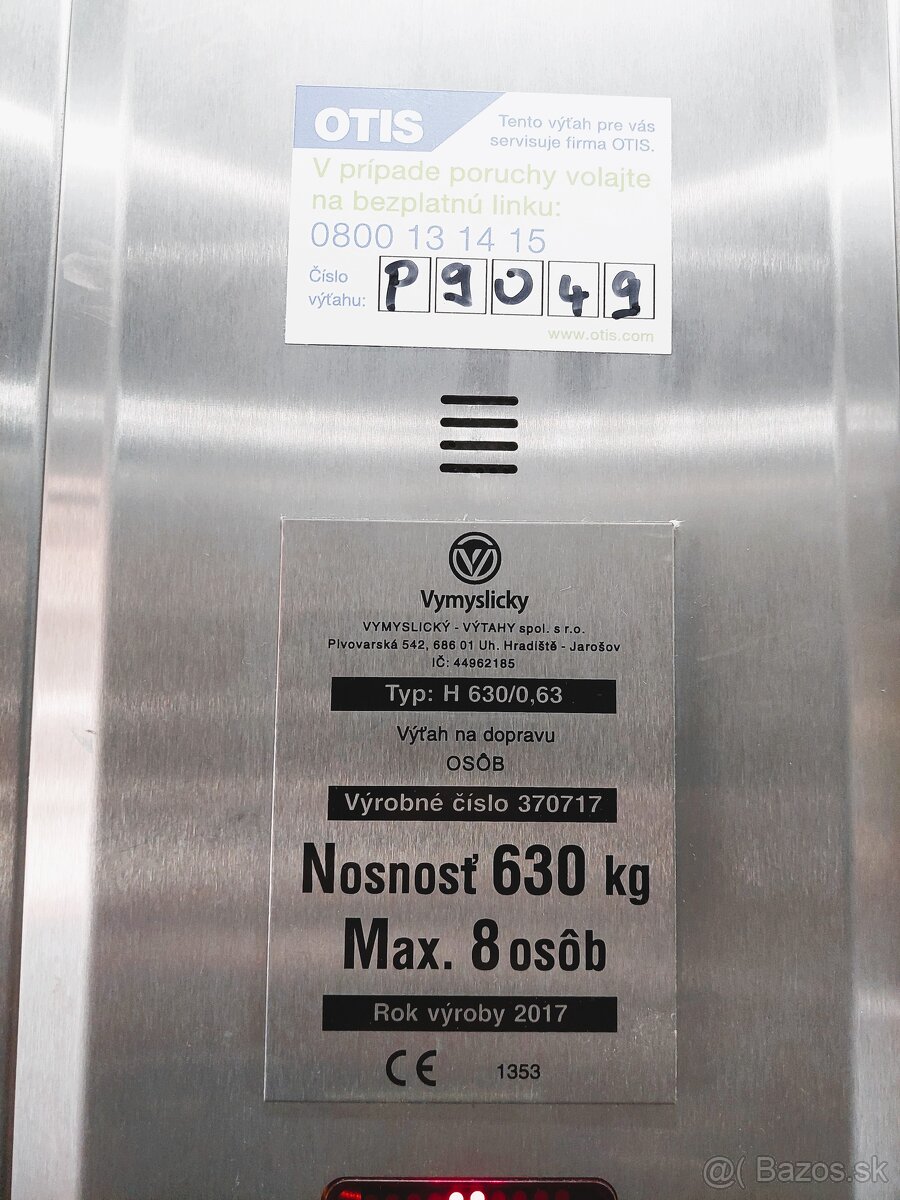 OTIS
Tento výťah pre vás
servisuje firma OTIS.
V prípade poruchy volajte
na bezplatnú linku:
0800 13 14 15
Číslo
výťahu: P9049
www.otis.com
Vymyslicky
VYMYSLICKÝ - VÝTAHY spol. s r.o.
Pivovarská 542, 686 01 Uh. Hradiště - Jarošov
IČ: 44962185
Typ: H 630/0,63
Výťah na dopravu
OSÔB
Výrobné číslo 370717
Nosnosť 630 kg
Max. 8 osôb
Rok výroby 2017
CE 1353
@( Bazos.sk